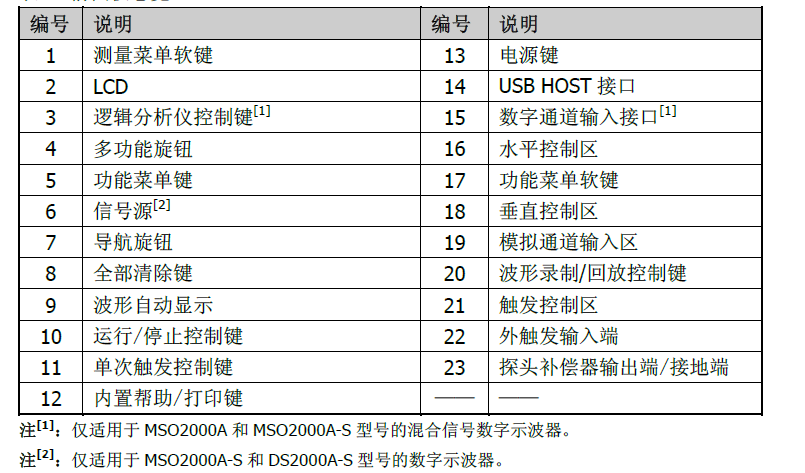 编号 说明 编号 说明
1 测量菜单软键 13 电源键
2 LCD 14 USB HOST 接口
3 逻辑分析仪控制键[1] 15 数字通道输入接口[1]
4 多功能旋钮 16 水平控制区
5 功能菜单键 17 功能菜单软键
6 信号源[2] 18 垂直控制区
7 导航旋钮 19 模拟通道输入区
8 全部清除键 20 波形录制/回放控制键
9 波形自动显示 21 触发控制区
10 运行/停止控制键 22 外触发输入端
11 单次触发控制键 23 探头补偿器输出端/接地端
12 内置帮助/打印键 —— ——
注[1]：仅适用于 MSO2000A 和 MSO2000A-S 型号的混合信号数字示波器。
注[2]：仅适用于 MSO2000A-S 和 DS2000A-S 型号的数字示波器。